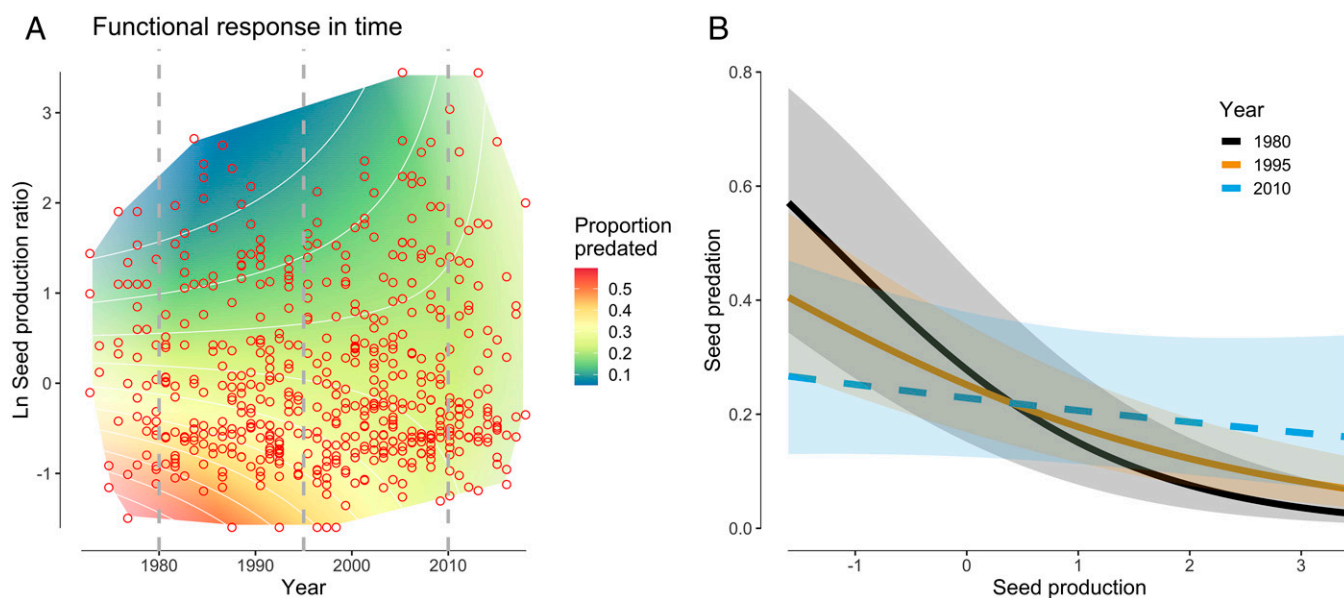 A
Functional response in time
3
2
1
0
-1
Ln Seed production ratio)
1980 1990 2000 2010
Year
Proportion
predated
0.5
0.4
0.3
0.2
0.1
B
0.8
0.6
0.4
0.2
0.0
Seed predation
Year
1980
1995
2010
-1 0 1 2 3
Seed production